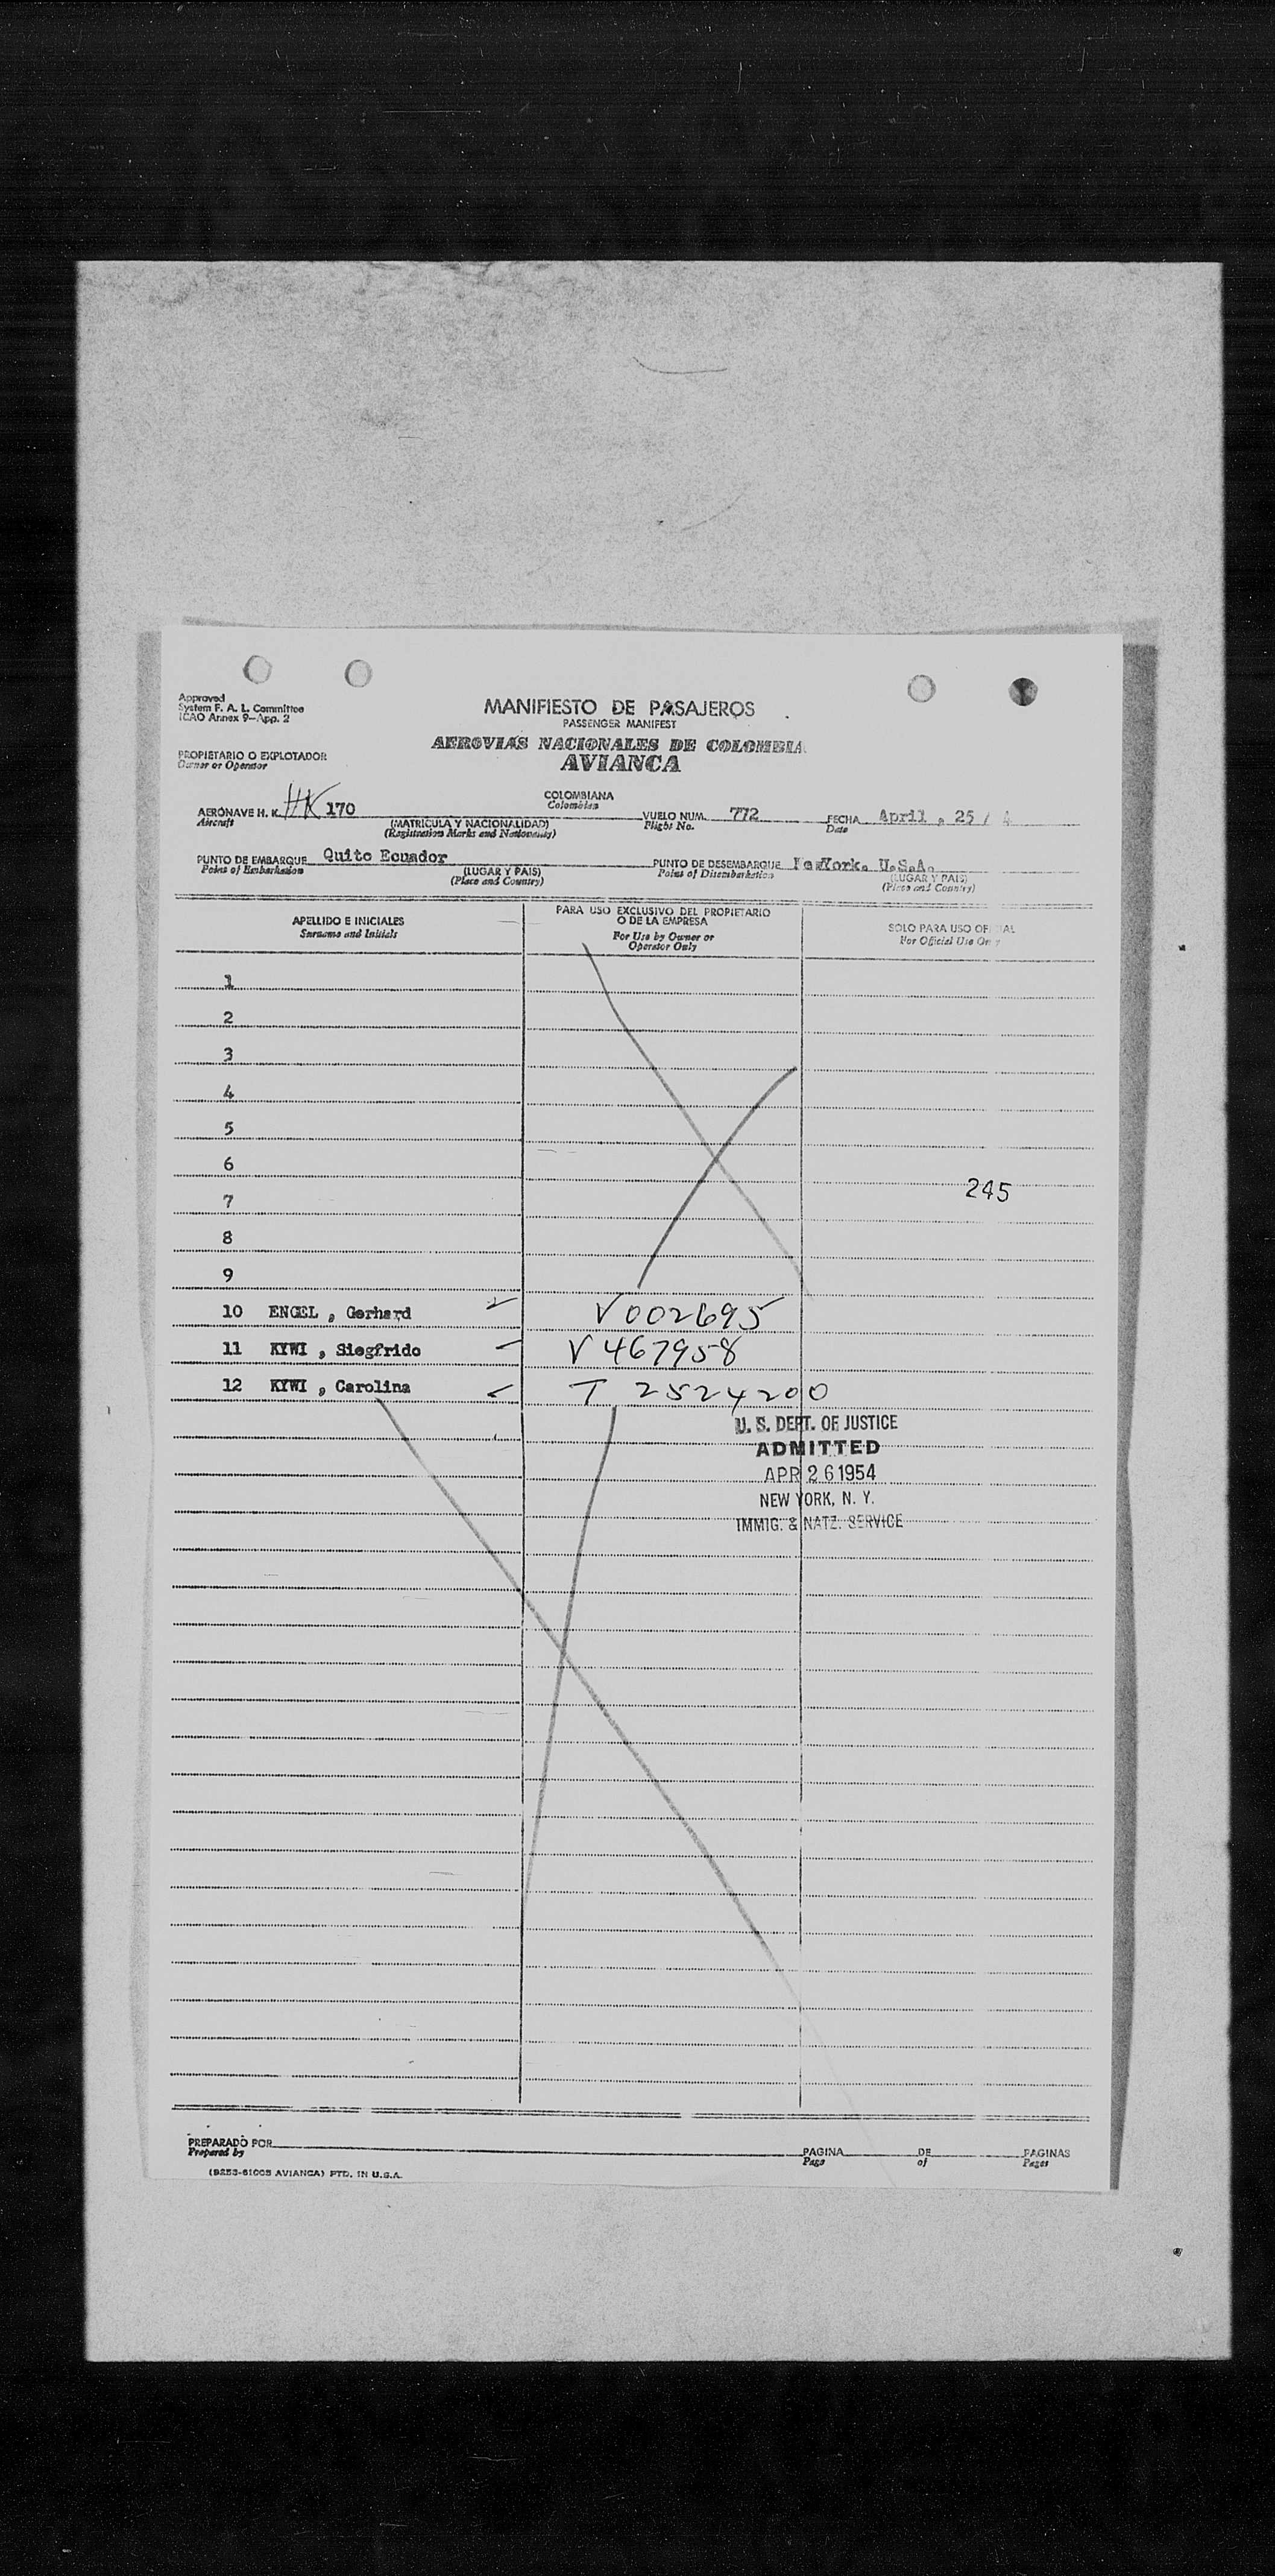 Approved
System F. A. L. Committee
ICAO Annex 9—App. 2
MANIFIESTO DE PASAJEROS
PASSENGER MANIFEST
AEROVIAS NACIONALES DE COLOMBIA
AVIANCA
PROPIETARIO O EXPLOTADOR
Owner or Operator
COLOMBIANA
Colombian
AERONAVE H. K. HK 170 VUELO NUM. 772 FECHA April , 25 /
Aircraft (MATRICULA Y NACIONALIDAD) Flight No. Date
(Registration Marks and Nationality)
PUNTO DE EMBARQUE Quito Ecuador PUNTO DE DESEMBARQUE NewYork. U.S.A.
Point of Embarkation (LUGAR Y PAIS) Point of Disembarkation (LUGAR Y PAIS)
(Place and Country) (Place and Country)
APELLIDO E INICIALES
Surname and Initials
PARA USO EXCLUSIVO DEL PROPIETARIO
O DE LA EMPRESA
For Use by Owner or
Operator Only
SOLO PARA USO OFICIAL
For Official Use Only
1
2
3
4
5
6
245
7
8
9
10 ENGEL , Gerhard V002695
11 KYWI , Siegfrido V 467958
12 KYWI , Carolina T 2524200
U. S. DEPT. OF JUSTICE
ADMITTED
APR 26 1954
NEW YORK, N. Y.
IMMIG. & NATZ. SERVICE
PREPARADO POR PAGINA DE PAGINAS
Prepared by Page of Pages
(9253-61005 AVIANCA) PTD. IN U.S.A.